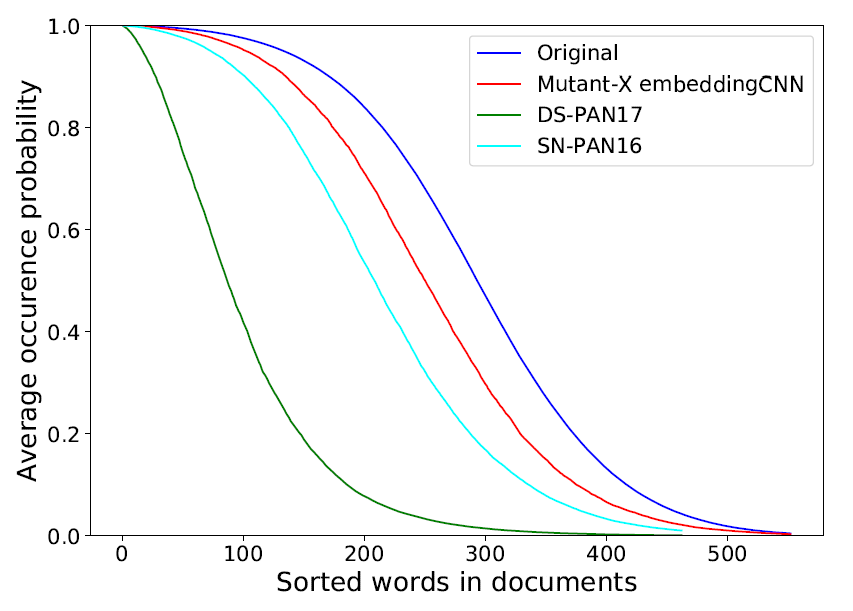 Average occurence probability
1.0
0.8
0.6
0.4
0.2
0.0
Original
Mutant-X embeddingCNN
DS-PAN17
SN-PAN16
0 100 200 300 400 500
Sorted words in documents